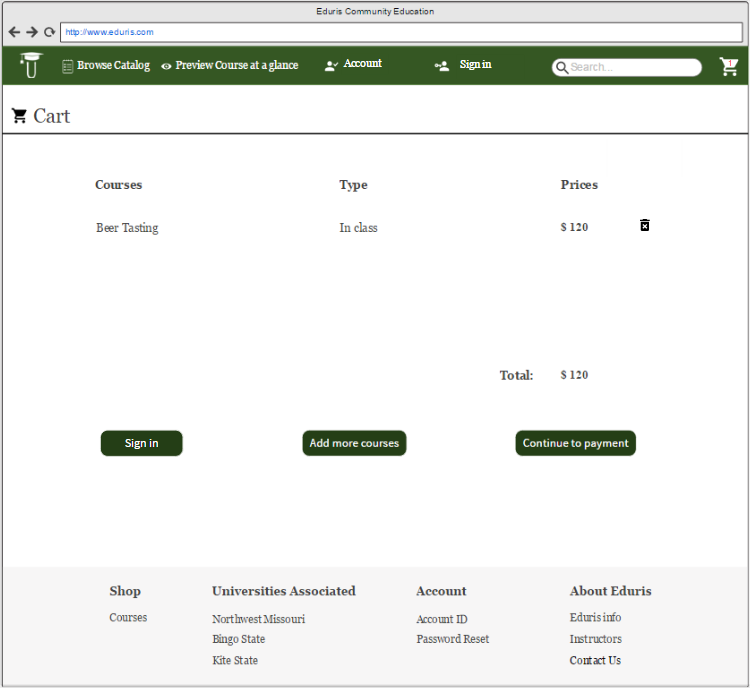 Eduris Community Education
http://www.eduris.com
Browse Catalog Preview Course at a glance Account Sign in Search... 1
Cart
Courses Type Prices
Beer Tasting In class $ 120
Total: $ 120
Sign in Add more courses Continue to payment
Shop Universities Associated Account About Eduris
Courses Northwest Missouri Account ID Eduris info
Bingo State Password Reset Instructors
Kite State Contact Us